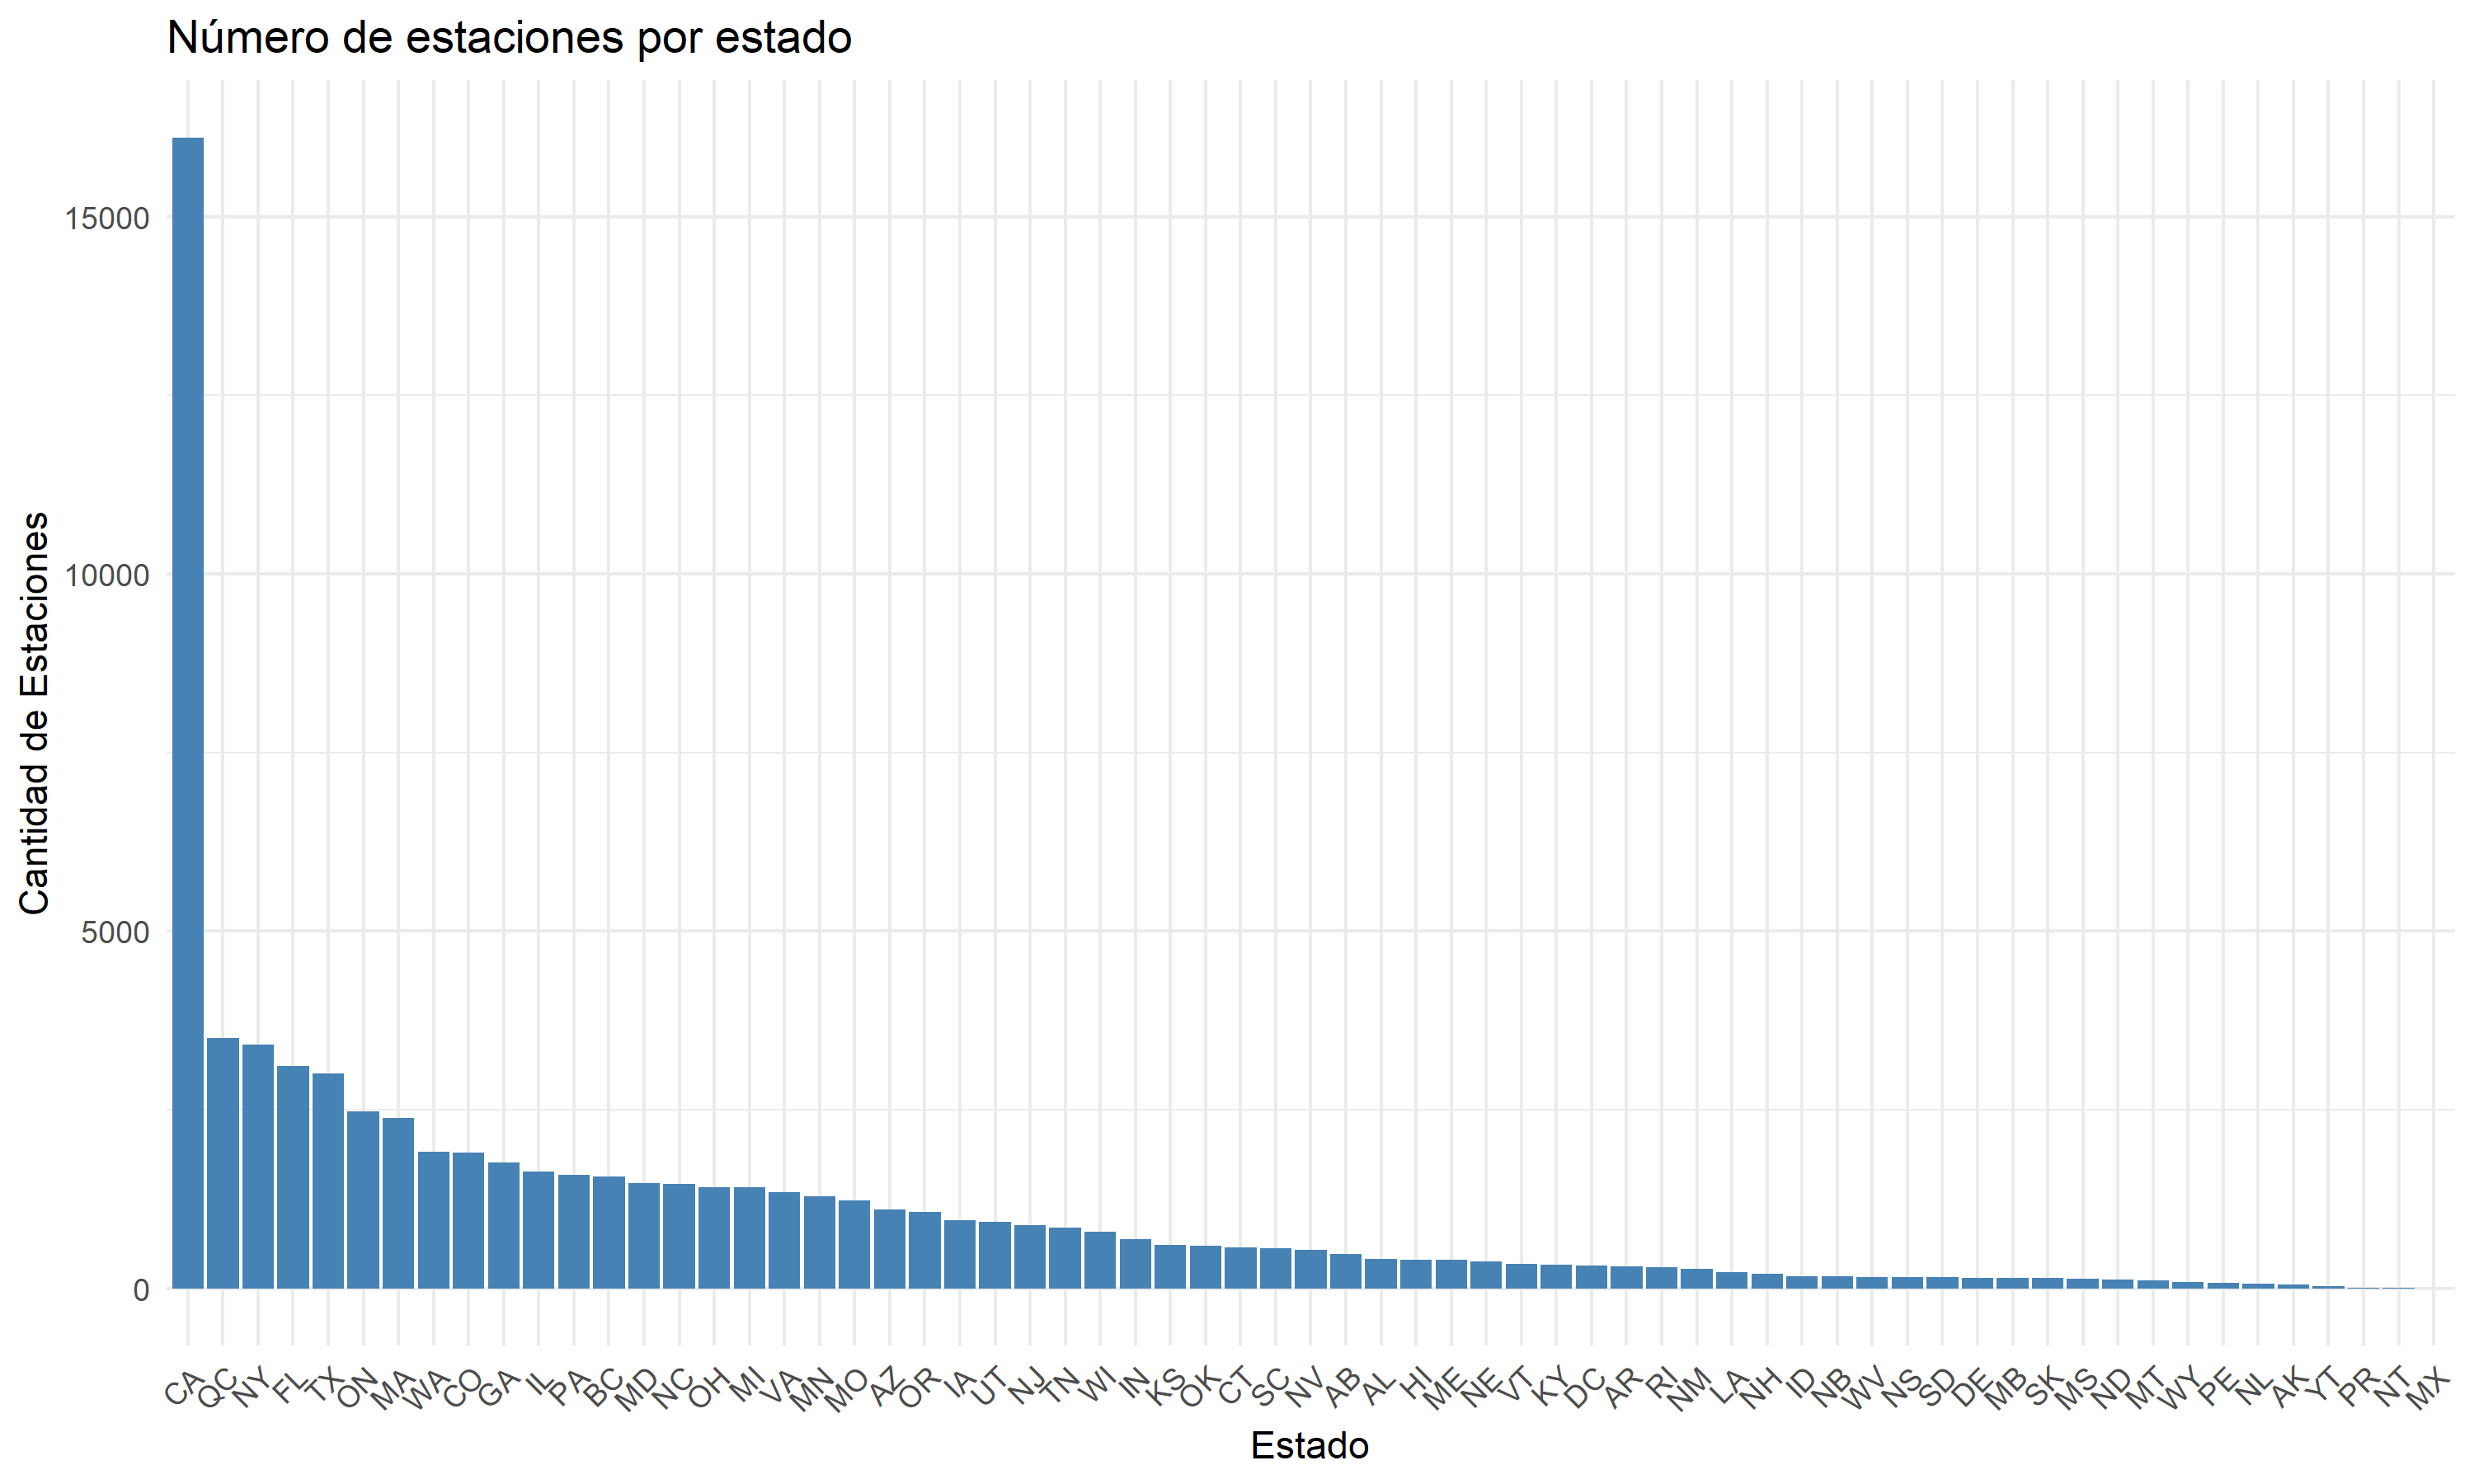 Número de estaciones por estado
Cantidad de Estaciones
15000
10000
5000
0
CA QC NY FL TX ON MA WA CO GA IL PA BC MD NC OH MI VA MN MO AZ OR IA UT NJ TN WI IN KS OK CT SC NV AB AL HI ME NE VT KY DC AR RI NM LA NH ID NB WV NS SD DE MB SK MS ND MT WY PE NL AK YT PR NT MX
Estado